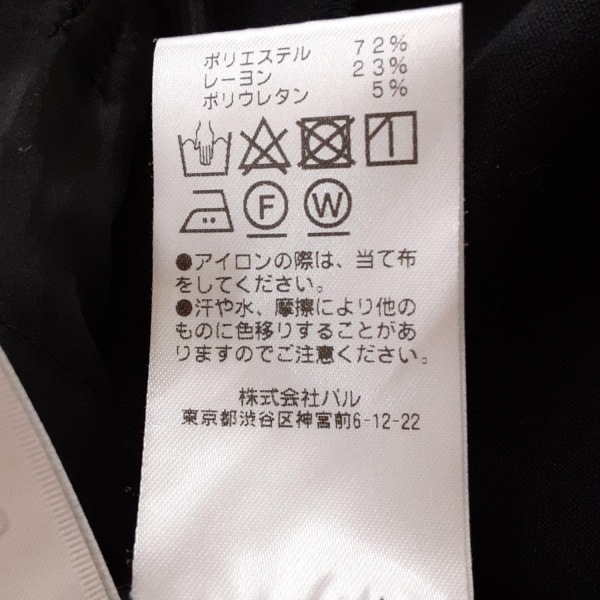 ポリエステル 72%
レーヨン 23%
ポリウレタン 5%
F W
●アイロンの際は、当て布
をしてください。
●汗や水、摩擦により他の
ものに色移りすることがあ
りますのでご注意ください。
株式会社パル
東京都渋谷区神宮前6-12-22